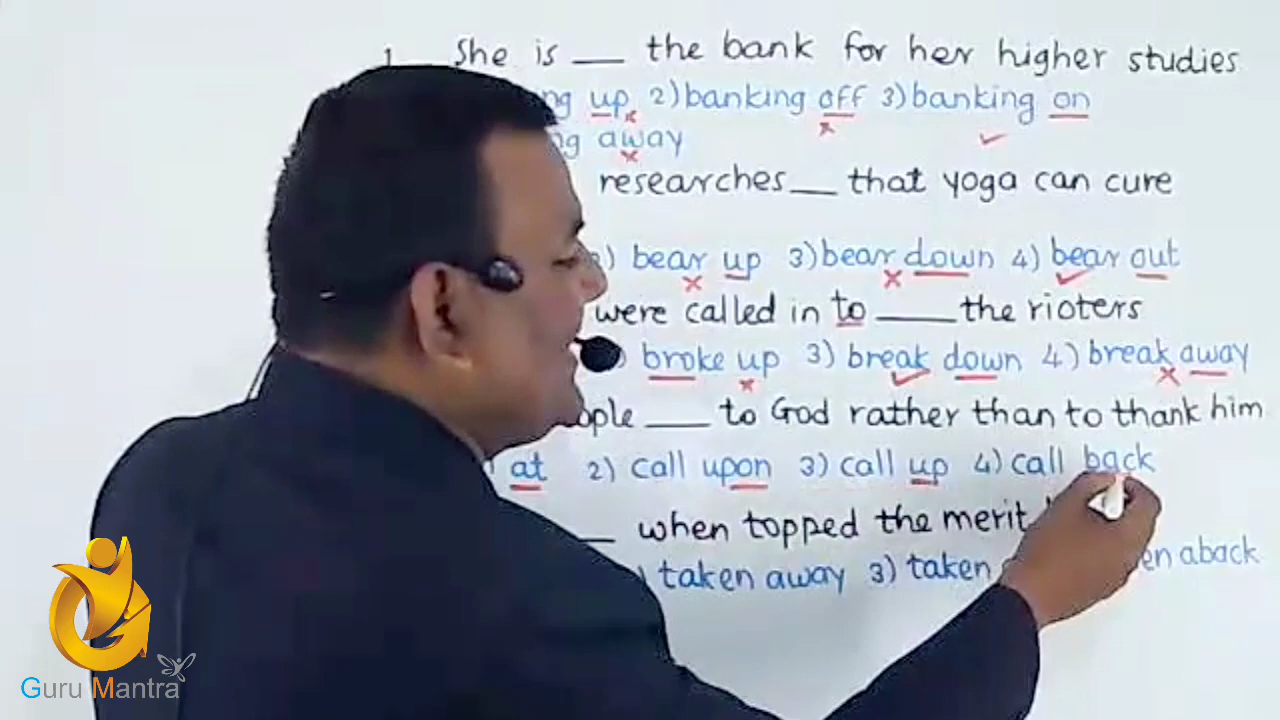 1. She is ___ the bank for her higher studies
ng up 2) banking off 3) banking on
ng away
researches ___ that yoga can cure
) bear up 3) bear down 4) bear out
were called in to ____ the rioters
) broke up 3) break down 4) break away
ople ___ to God rather than to thank him
at 2) call upon 3) call up 4) call back
___ when topped the merit
) taken away 3) taken en aback
Guru Mantra